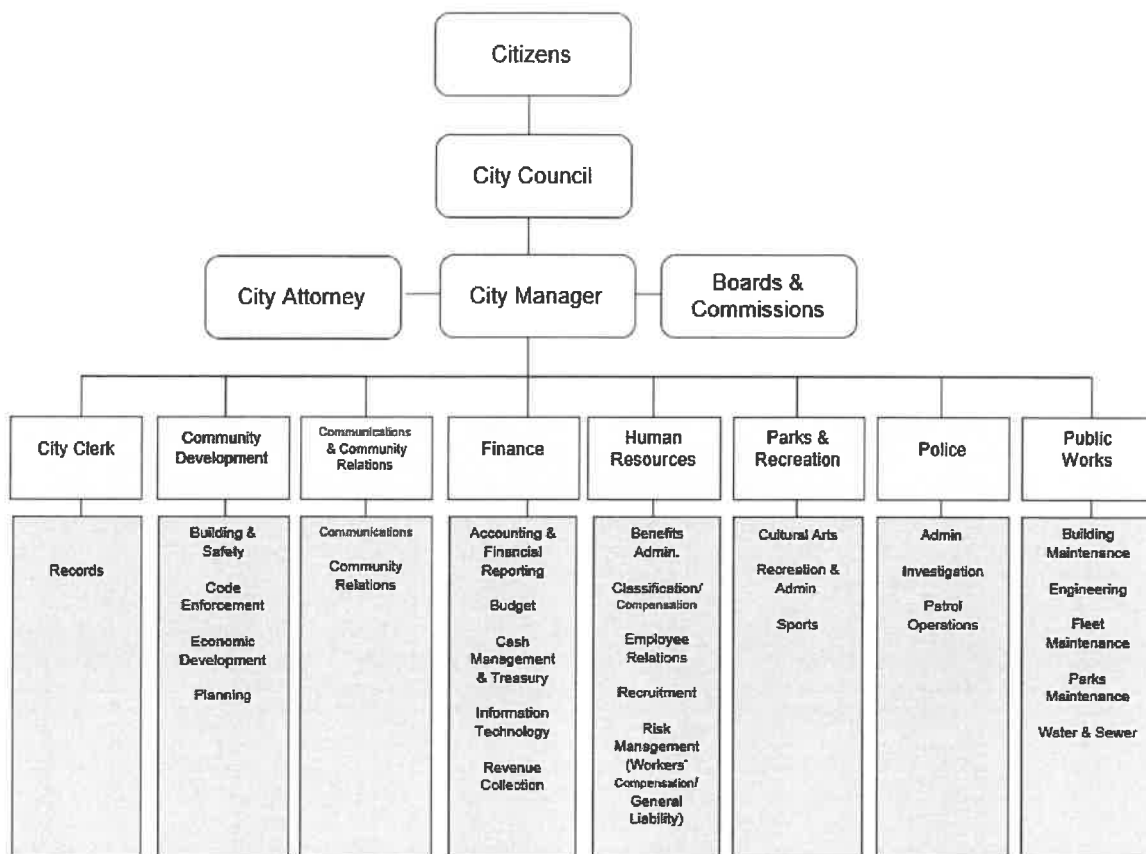 Citizens
City Council
City Attorney
City Manager
Boards &
Commissions
City Clerk
Community
Development
Communications
& Community
Relations
Finance
Human
Resources
Parks &
Recreation
Police
Public
Works
Records
Building &
Safety
Code
Enforcement
Economic
Development
Planning
Communications
Community
Relations
Accounting &
Financial
Reporting
Budget
Cash
Management
& Treasury
Information
Technology
Revenue
Collection
Benefits
Admin.
Classification/
Compensation
Employee
Relations
Recruitment
Risk
Management
(Workers'
Compensation/
General
Liability)
Cultural Arts
Recreation &
Admin
Sports
Admin
Investigation
Patrol
Operations
Building
Maintenance
Engineering
Fleet
Maintenance
Parks
Maintenance
Water & Sewer